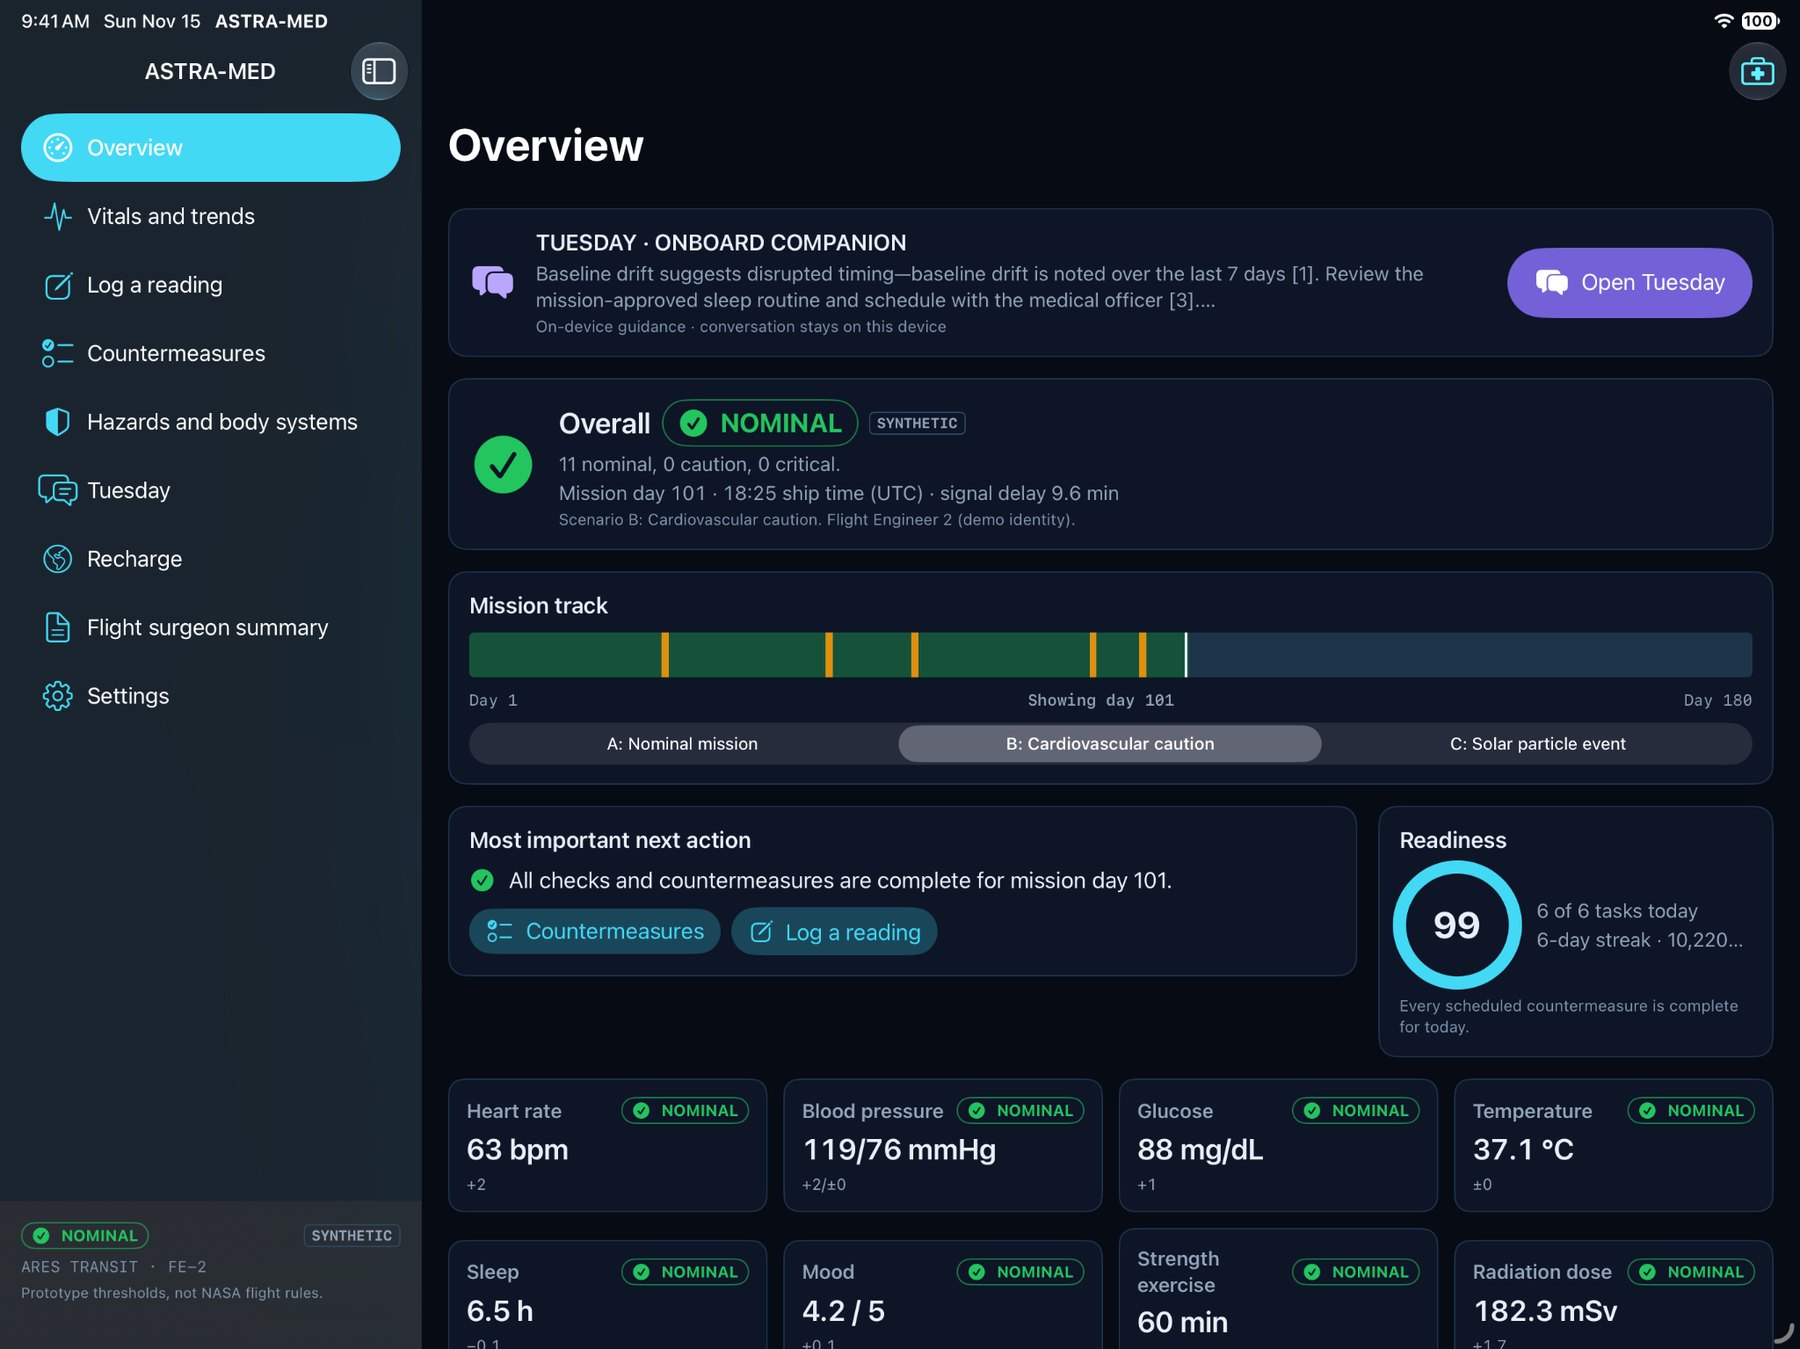 9:41 AM Sun Nov 15 ASTRA-MED
100
ASTRA-MED
Overview
Vitals and trends
Log a reading
Countermeasures
Hazards and body systems
Tuesday
Recharge
Flight surgeon summary
Settings
NOMINAL
SYNTHETIC
ARES TRANSIT · FE–2
Prototype thresholds, not NASA flight rules.
Overview
TUESDAY · ONBOARD COMPANION
Baseline drift suggests disrupted timing—baseline drift is noted over the last 7 days [1]. Review the
mission-approved sleep routine and schedule with the medical officer [3]....
On-device guidance · conversation stays on this device
Open Tuesday
Overall NOMINAL SYNTHETIC
11 nominal, 0 caution, 0 critical.
Mission day 101 · 18:25 ship time (UTC) · signal delay 9.6 min
Scenario B: Cardiovascular caution. Flight Engineer 2 (demo identity).
Mission track
Day 1 Showing day 101 Day 180
A: Nominal mission B: Cardiovascular caution C: Solar particle event
Most important next action
All checks and countermeasures are complete for mission day 101.
Countermeasures Log a reading
Readiness
99
6 of 6 tasks today
6-day streak · 10,220...
Every scheduled countermeasure is complete
for today.
Heart rate NOMINAL
63 bpm
+2
Blood pressure NOMINAL
119/76 mmHg
+2/±0
Glucose NOMINAL
88 mg/dL
+1
Temperature NOMINAL
37.1 °C
±0
Sleep NOMINAL
6.5 h
−0.1
Mood NOMINAL
4.2 / 5
Strength
exercise
NOMINAL
60 min
Radiation dose NOMINAL
182.3 mSv
+1.7